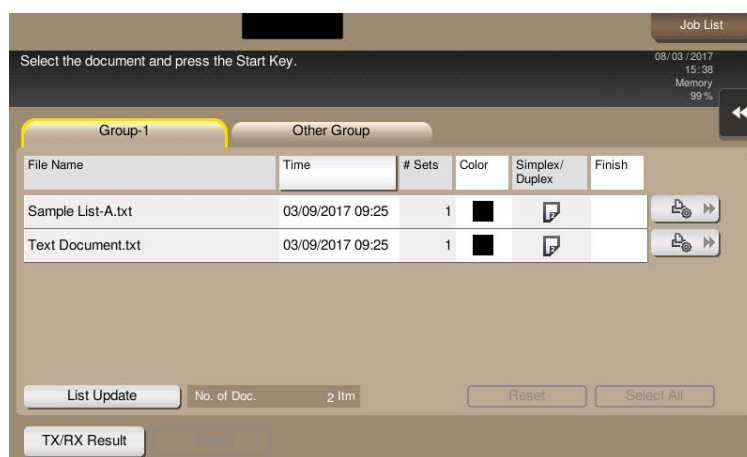 Job List
Select the document and press the Start Key.
08/03/2017
15:38
Memory
99%
Group-1
Other Group
File Name
Time
# Sets
Color
Simplex/
Duplex
Finish
Sample List-A.txt
03/09/2017 09:25
1
Text Document.txt
03/09/2017 09:25
1
List Update
No. of Doc.
2 Itm
Reset
Select All
TX/RX Result